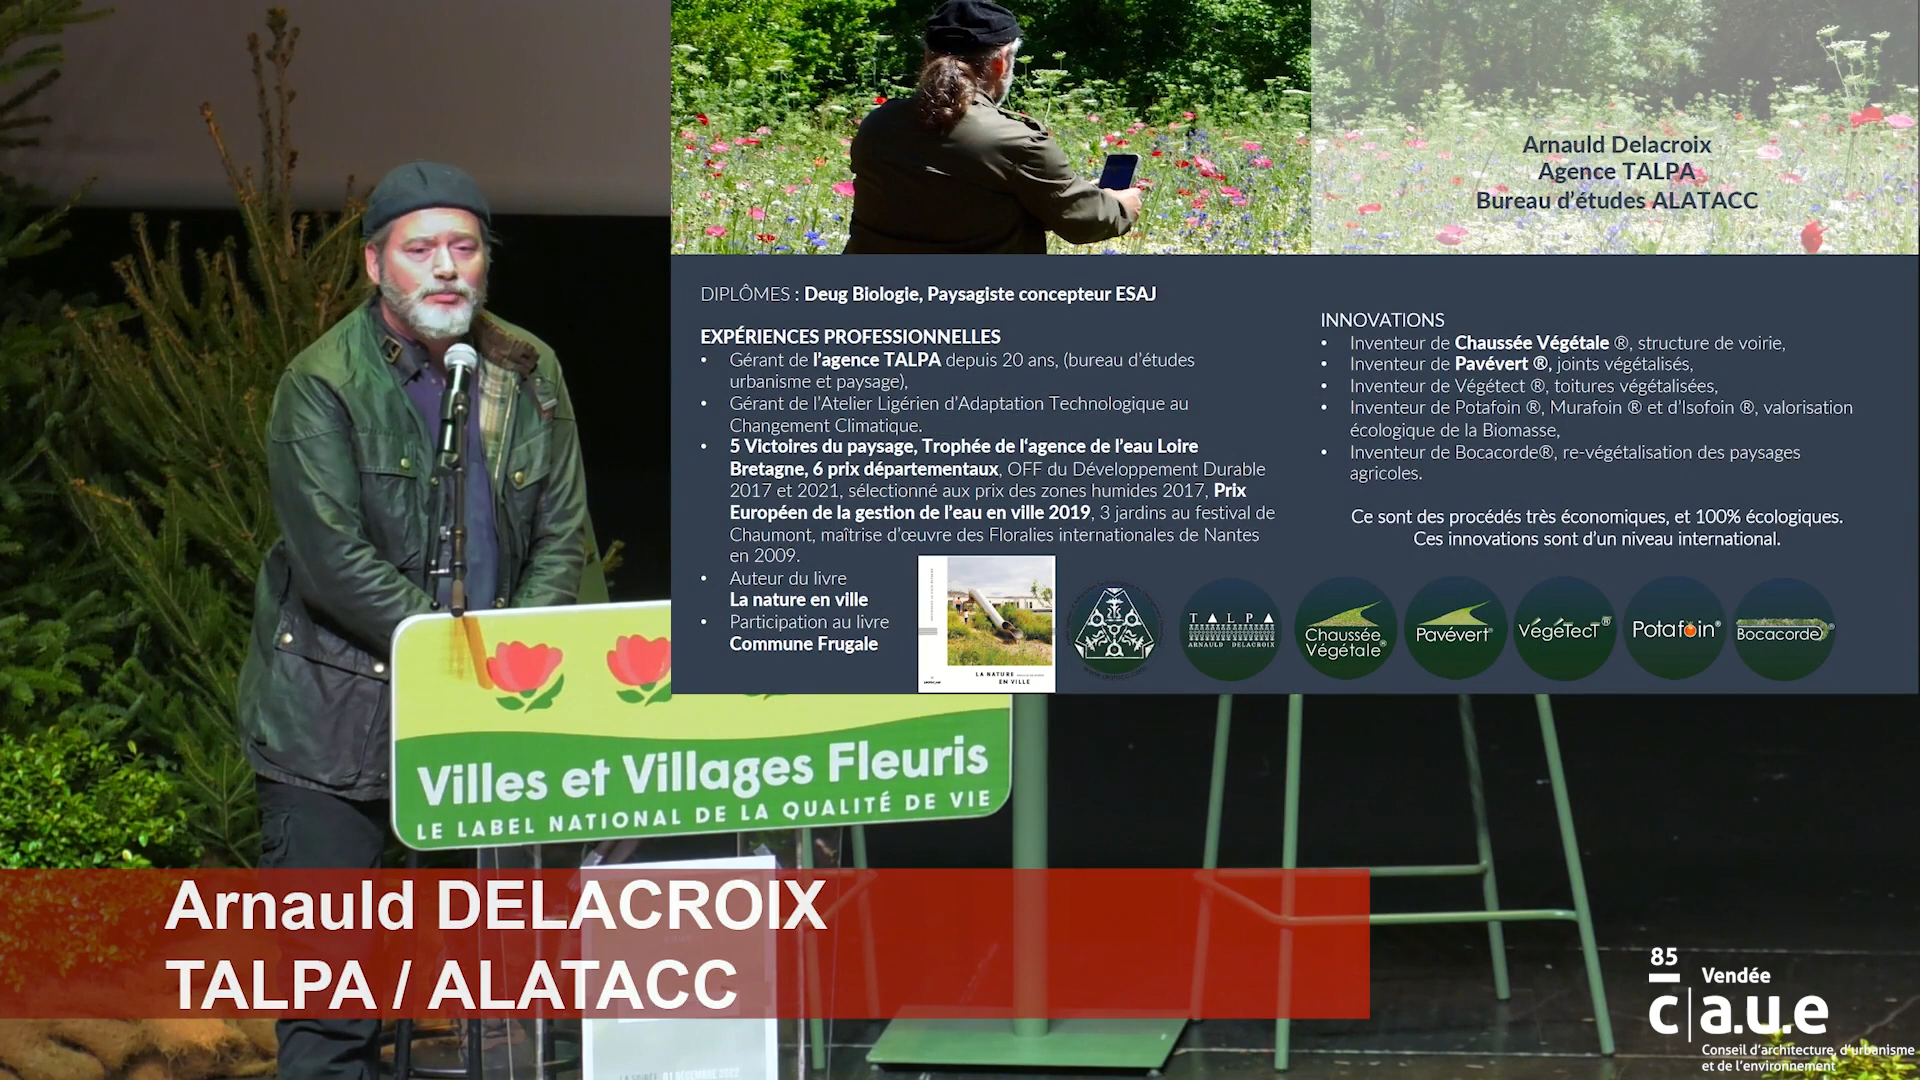 Arnauld Delacroix
Agence TALPA
Bureau d'études ALATACC
DIPLÔMES : Deug Biologie, Paysagiste concepteur ESAJ
EXPÉRIENCES PROFESSIONNELLES
• Gérant de l'agence TALPA depuis 20 ans, (bureau d'études
urbanisme et paysage),
• Gérant de l'Atelier Ligérien d'Adaptation Technologique au
Changement Climatique.
• 5 Victoires du paysage, Trophée de l'agence de l'eau Loire
Bretagne, 6 prix départementaux, OFF du Développement Durable
2017 et 2021, sélectionné aux prix des zones humides 2017, Prix
Européen de la gestion de l'eau en ville 2019, 3 jardins au festival de
Chaumont, maîtrise d'œuvre des Floralies internationales de Nantes
en 2009.
• Auteur du livre
La nature en ville
• Participation au livre
Commune Frugale
INNOVATIONS
• Inventeur de Chaussée Végétale ®, structure de voirie,
• Inventeur de Pavévert ®, joints végétalisés,
• Inventeur de Végétect ®, toitures végétalisées,
• Inventeur de Potafoin ®, Murafoin ® et d'Isofoin ®, valorisation
écologique de la Biomasse,
• Inventeur de Bocacorde®, re-végétalisation des paysages
agricoles.
Ce sont des procédés très économiques, et 100% écologiques.
Ces innovations sont d'un niveau international.
LA NATURE
EN VILLE
TALPA
ARNAULD DELACROIX
Chaussée
Végétale®
Pavévert®
VégéTecT®
Potafoin®
Bocacorde®
Villes et Villages Fleuris
LE LABEL NATIONAL DE LA QUALITÉ DE VIE
Arnauld DELACROIX
TALPA / ALATACC
85
Vendée
c|a.u.e
Conseil d'architecture, d'urbanisme
et de l'environnement